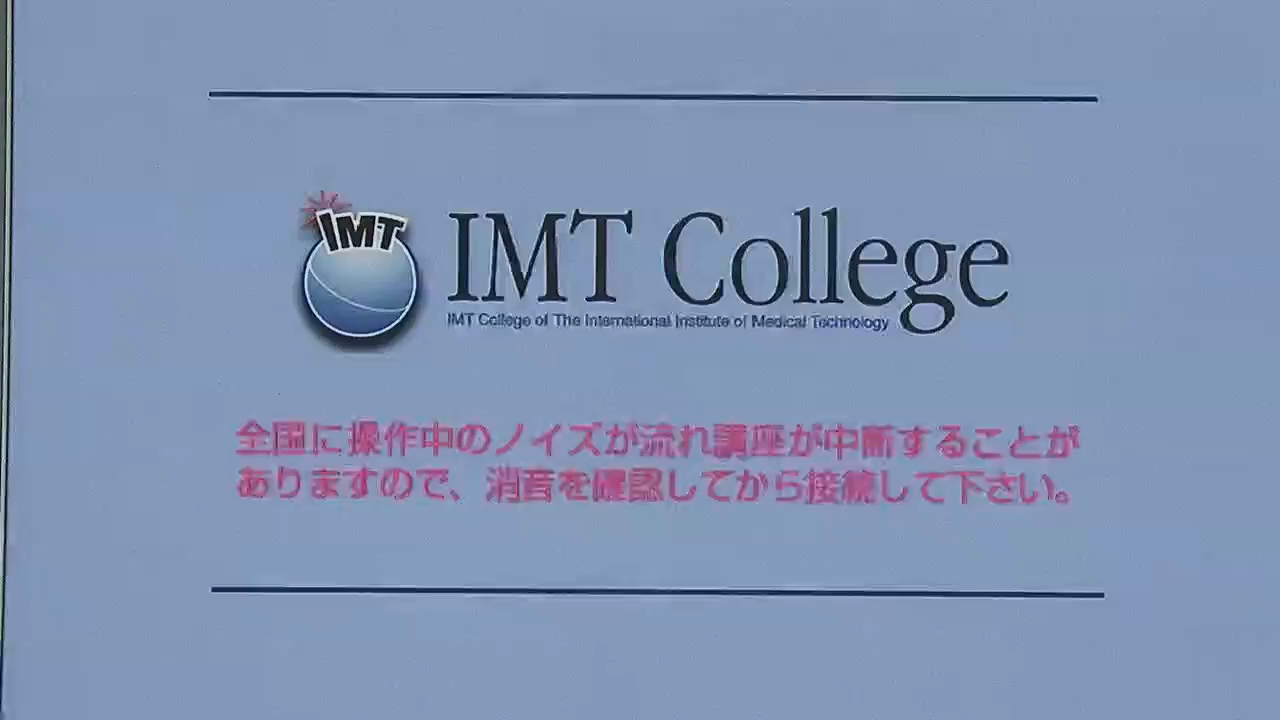 IMT
IMT College
IMT College of The International Institute of Medical Technology
全国に操作中のノイズが流れ講座が中断することが
ありますので、消音を確認してから接続して下さい。